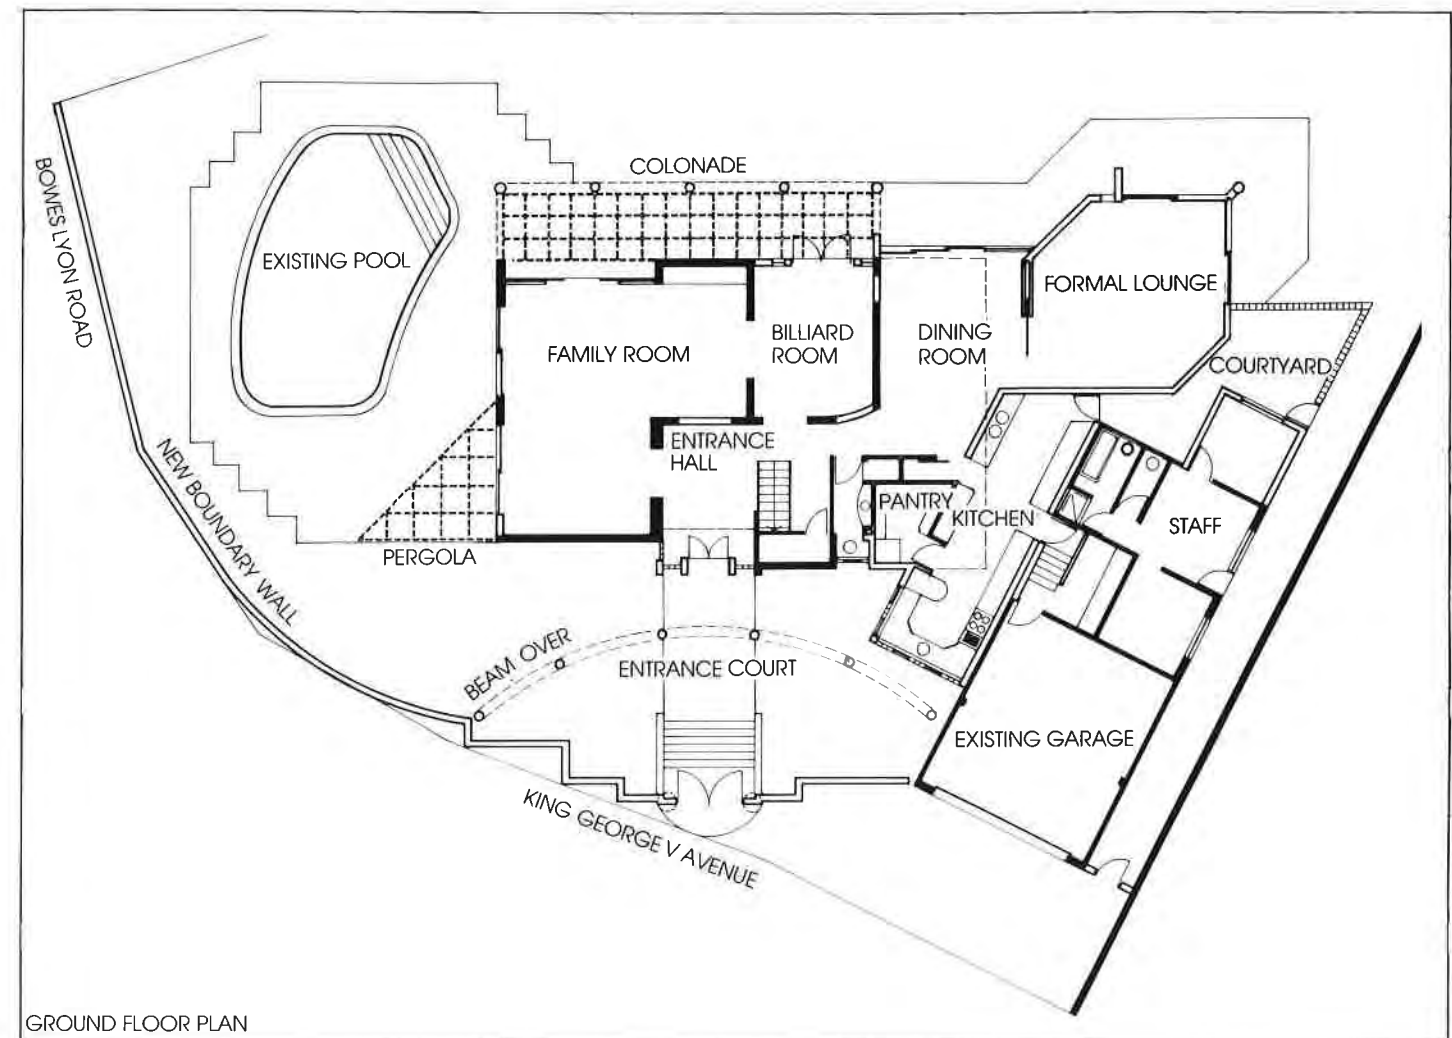 COLONADE
BOWES LYON ROAD
EXISTING POOL
FORMAL LOUNGE
FAMILY ROOM
BILLIARD
ROOM
DINING
ROOM
COURTYARD
ENTRANCE
HALL
PANTRY
KITCHEN
STAFF
PERGOLA
NEW BOUNDARY WALL
BEAM OVER
ENTRANCE COURT
EXISTING GARAGE
KING GEORGE V AVENUE
GROUND FLOOR PLAN